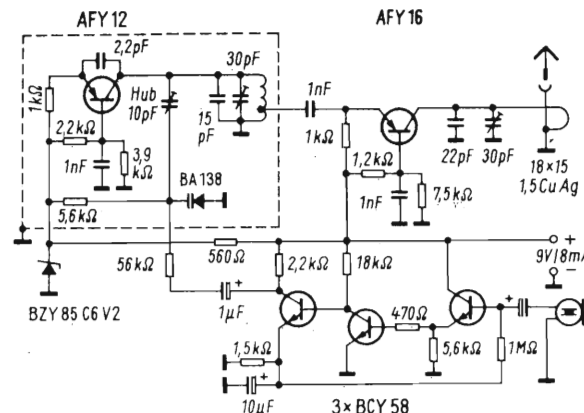 AFY 12
AFY 16
2,2pF
30pF
1kΩ
Hub
10pF
15
pF
1nF
1kΩ
2,2kΩ
1nF
3,9
kΩ
BA 138
5,6kΩ
1,2kΩ
1nF
7,5kΩ
22pF
30pF
18×15
1,5 Cu Ag
56kΩ
560Ω
2,2kΩ
18kΩ
+
9V/8mA
−
BZY 85 C6 V2
+
1µF
470Ω
+
1,5kΩ
5,6kΩ
1MΩ
+
10µF
3 × BCY 58